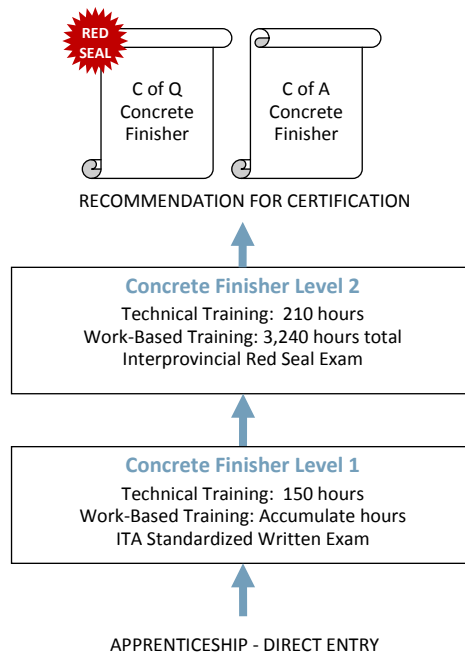 RED
SEAL
C of Q
Concrete
Finisher
C of A
Concrete
Finisher
RECOMMENDATION FOR CERTIFICATION
Concrete Finisher Level 2
Technical Training: 210 hours
Work-Based Training: 3,240 hours total
Interprovincial Red Seal Exam
Concrete Finisher Level 1
Technical Training: 150 hours
Work-Based Training: Accumulate hours
ITA Standardized Written Exam
APPRENTICESHIP - DIRECT ENTRY